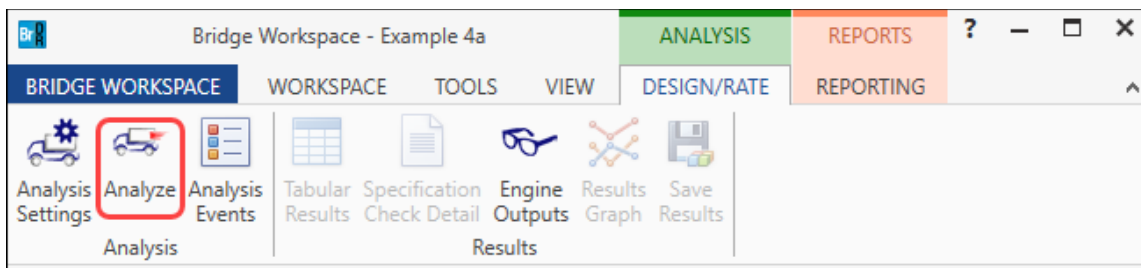 BrDR Bridge Workspace - Example 4a ANALYSIS REPORTS ?
BRIDGE WORKSPACE WORKSPACE TOOLS VIEW DESIGN/RATE REPORTING
Analysis Analyze Analysis Tabular Specification Engine Results Save
Settings Events Results Check Detail Outputs Graph Results
Analysis Results